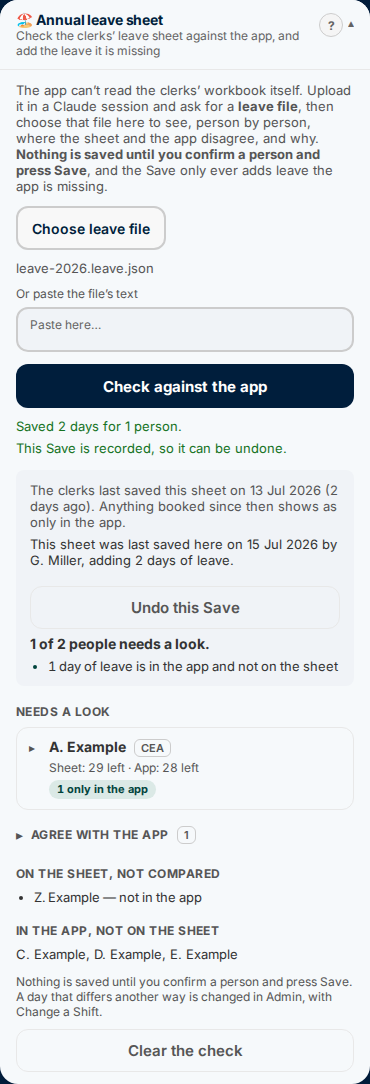 🏖️ Annual leave sheet
Check the clerks’ leave sheet against the app, and
add the leave it is missing
? ▲
The app can’t read the clerks’ workbook itself. Upload
it in a Claude session and ask for a leave file, then
choose that file here to see, person by person,
where the sheet and the app disagree, and why.
Nothing is saved until you confirm a person and
press Save, and the Save only ever adds leave the
app is missing.
Choose leave file
leave-2026.leave.json
Or paste the file’s text
Paste here…
Check against the app
Saved 2 days for 1 person.
This Save is recorded, so it can be undone.
The clerks last saved this sheet on 13 Jul 2026 (2
days ago). Anything booked since then shows as
only in the app.
This sheet was last saved here on 15 Jul 2026 by
G. Miller, adding 2 days of leave.
Undo this Save
1 of 2 people needs a look.
• 1 day of leave is in the app and not on the sheet
NEEDS A LOOK
▸ A. Example CEA
Sheet: 29 left · App: 28 left
1 only in the app
▸ AGREE WITH THE APP 1
ON THE SHEET, NOT COMPARED
• Z. Example — not in the app
IN THE APP, NOT ON THE SHEET
C. Example, D. Example, E. Example
Nothing is saved until you confirm a person and press Save.
A day that differs another way is changed in Admin, with
Change a Shift.
Clear the check